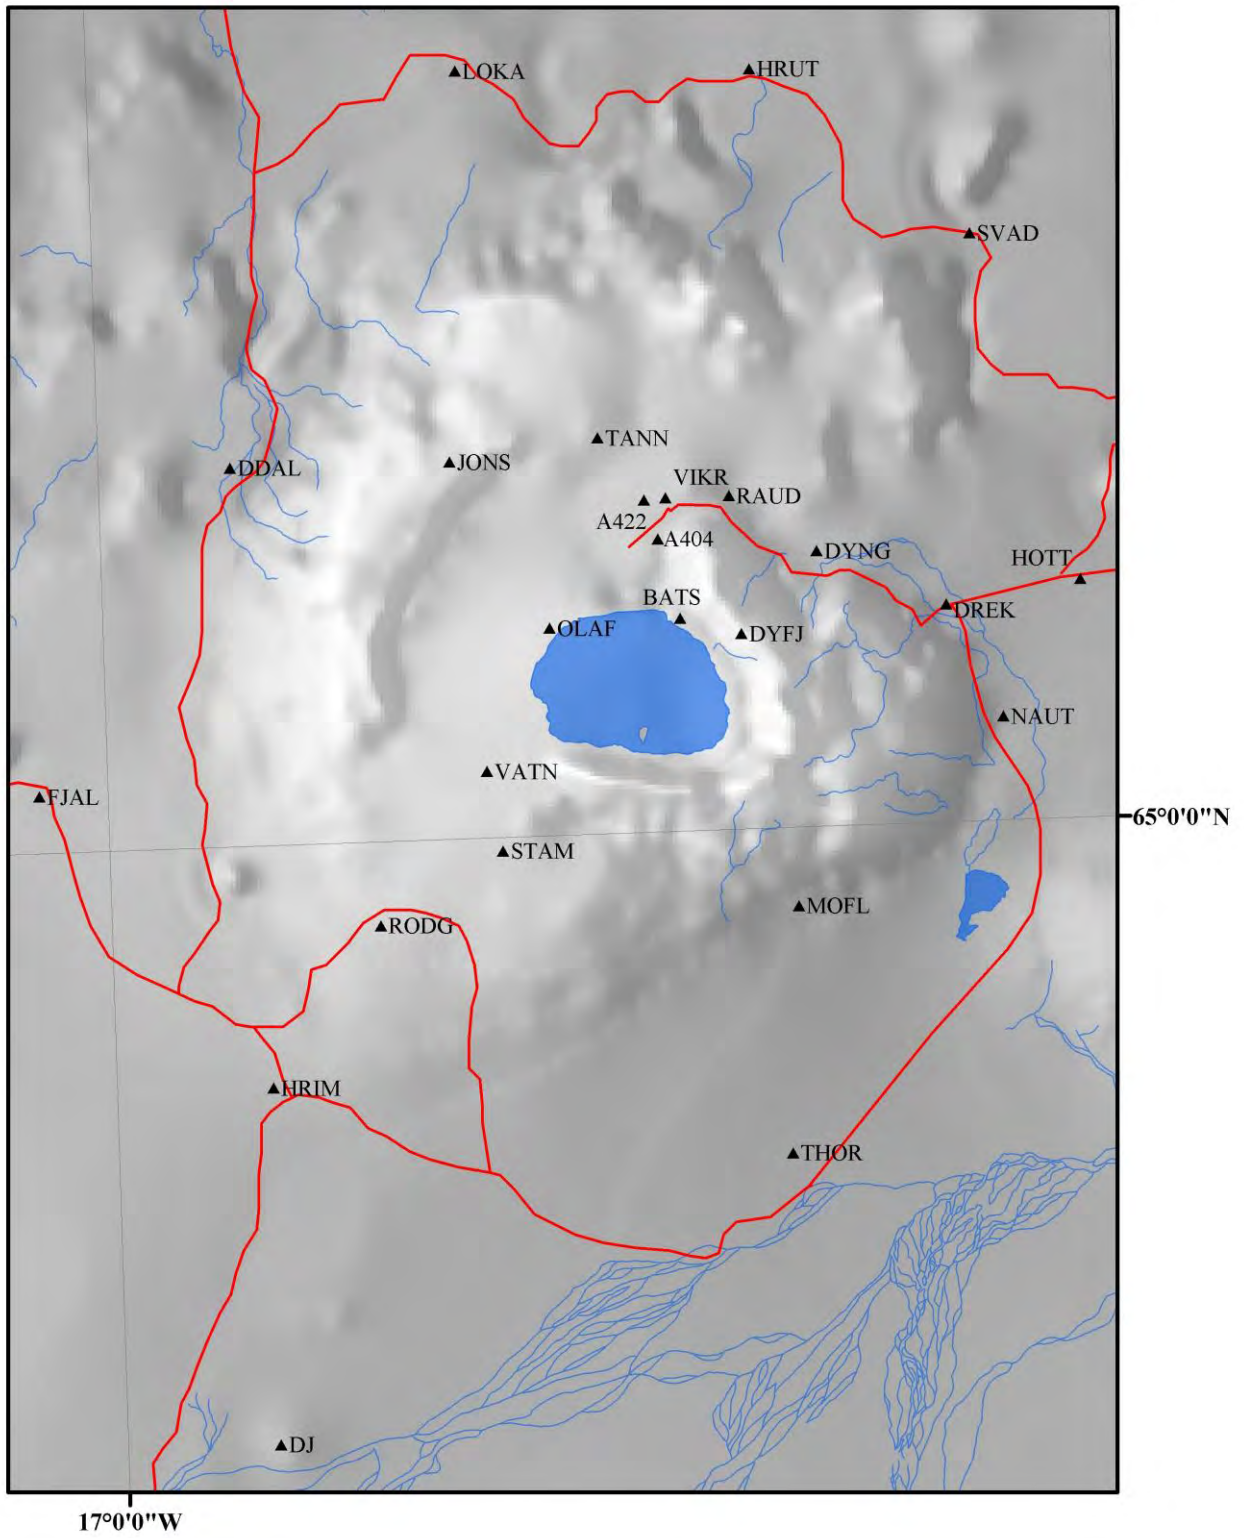 LOKA
HRUT
SVAD
TANN
JONS
DDAL
VIKR
RAUD
A422
A404
DYNG
HOTT
BATS
DREK
OLAF
DYFJ
NAUT
VATN
FJAL
65°0'0"N
STAM
MOFL
RODG
HRIM
THOR
DJ
17°0'0"W